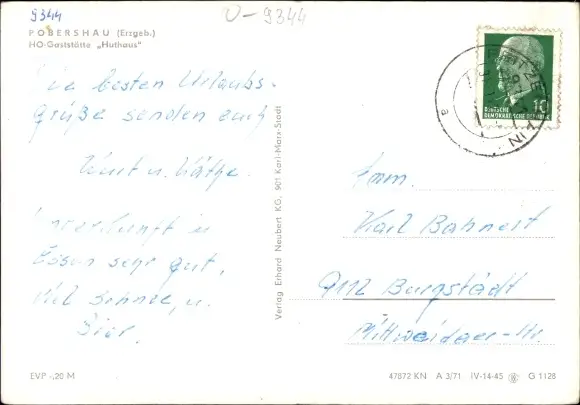 9344
U-9344
POBERSHAU (Erzgeb.)
HO-Gaststätte „Huthaus"
Die besten Urlaubs-
grüße senden euch
Kurt u. Käthe.
Unterkunft u.
Essen sehr gut,
Viel Schnee, u.
Bier.
Verlag Erhard Neubert KG, 901 Karl-Marx-Stadt
10
DEUTSCHE
DEMOKRATISCHE REPUBLIK
a
Fam.
Karl Bahnert
9112 Burgstädt
Mittweidaer-Str.
EVP -,20 M
47872 KN A 3/71 IV-14-45 G 1128